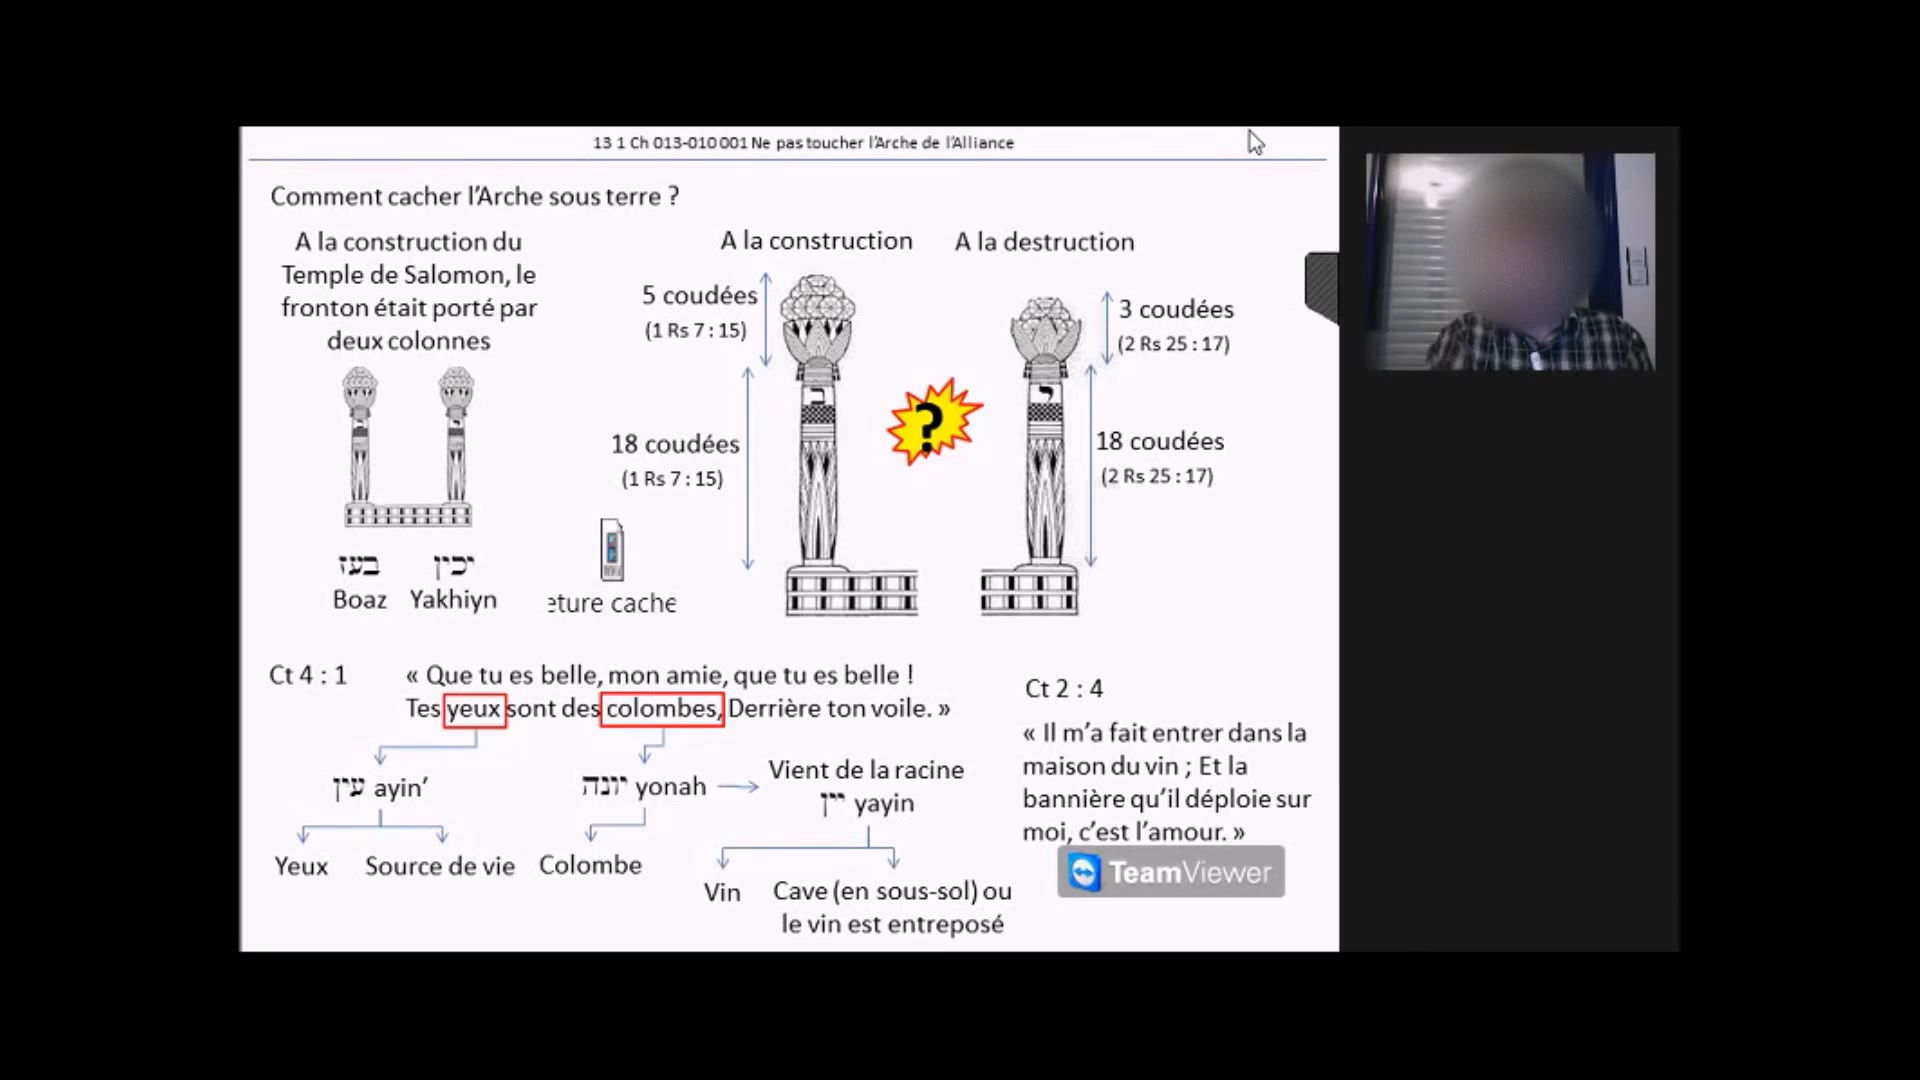 13 1 Ch 013-010 001 Ne pas toucher l'Arche de l'Alliance
Comment cacher l'Arche sous terre ?
A la construction du
Temple de Salomon, le
fronton était porté par
deux colonnes
בעז
יכין
Boaz
Yakhiyn
eture cache
A la construction
5 coudées
(1 Rs 7 : 15)
18 coudées
(1 Rs 7 : 15)
ב
?
A la destruction
3 coudées
(2 Rs 25 : 17)
18 coudées
(2 Rs 25 : 17)
י
Ct 4 : 1
« Que tu es belle, mon amie, que tu es belle !
Tes yeux sont des colombes, Derrière ton voile. »
עין ayin’
Yeux
Source de vie
יונה yonah
Colombe
Vient de la racine
יין yayin
Vin
Cave (en sous-sol) ou
le vin est entreposé
Ct 2 : 4
« Il m’a fait entrer dans la
maison du vin ; Et la
bannière qu’il déploie sur
moi, c’est l’amour. »
TeamViewer